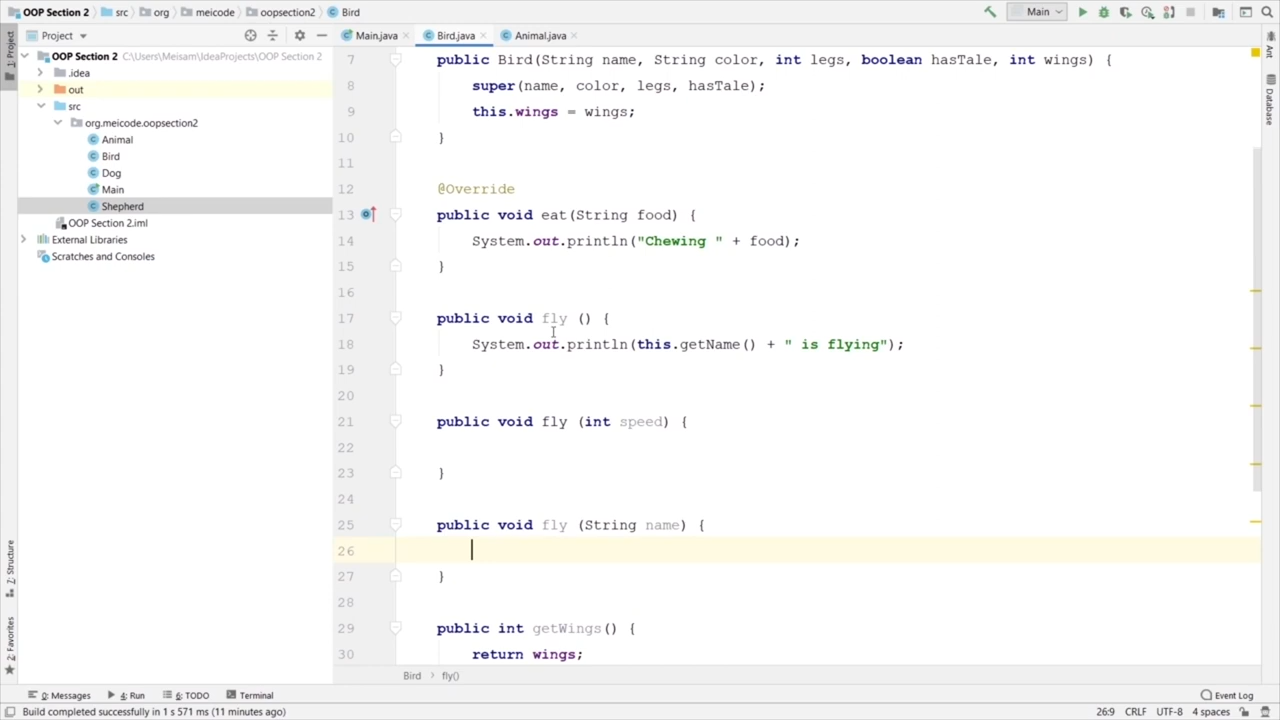 OOP Section 2 src org meicode oopsection2 Bird Main
Project
Main.java Bird.java Animal.java
OOP Section 2 C:\Users\Meisam\IdeaProjects\OOP Section 2
.idea
out
src
org.meicode.oopsection2
Animal
Bird
Dog
Main
Shepherd
OOP Section 2.iml
External Libraries
Scratches and Consoles
1: Project
Z: Structure
2: Favorites
7 public Bird(String name, String color, int legs, boolean hasTale, int wings) {
8 super(name, color, legs, hasTale);
9 this.wings = wings;
10 }
11
12 @Override
13 public void eat(String food) {
14 System.out.println("Chewing " + food);
15 }
16
17 public void fly () {
18 System.out.println(this.getName() + " is flying");
19 }
20
21 public void fly (int speed) {
22
23 }
24
25 public void fly (String name) {
26
27 }
28
29 public int getWings() {
30 return wings;
Ant
Database
Bird fly()
0: Messages 4: Run 6: TODO Terminal Event Log
Build completed successfully in 1 s 571 ms (11 minutes ago) 26:9 CRLF UTF-8 4 spaces